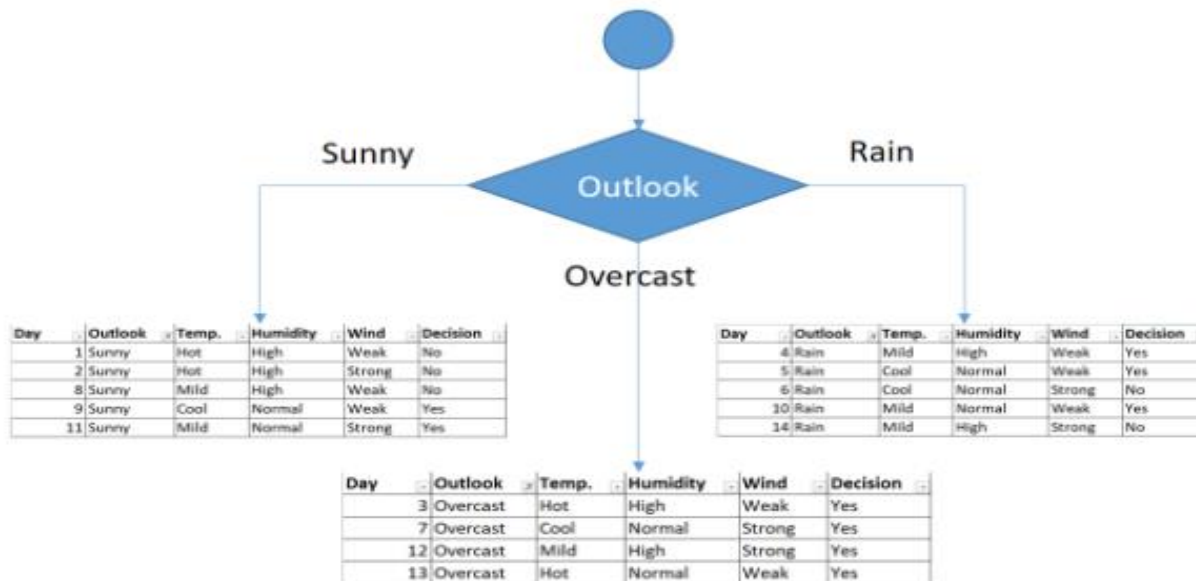 Sunny
Rain
Outlook
Overcast
Day Outlook Temp. Humidity Wind Decision
1 Sunny Hot High Weak No
2 Sunny Hot High Strong No
8 Sunny Mild High Weak No
9 Sunny Cool Normal Weak Yes
11 Sunny Mild Normal Strong Yes
Day Outlook Temp. Humidity Wind Decision
4 Rain Mild High Weak Yes
5 Rain Cool Normal Weak Yes
6 Rain Cool Normal Strong No
10 Rain Mild Normal Weak Yes
14 Rain Mild High Strong No
Day Outlook Temp. Humidity Wind Decision
3 Overcast Hot High Weak Yes
7 Overcast Cool Normal Strong Yes
12 Overcast Mild High Strong Yes
13 Overcast Hot Normal Weak Yes